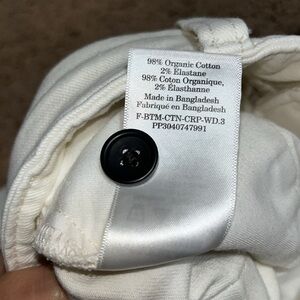 98% Organic Cotton
2% Elastane
98% Coton Organique,
2% Elasthanne
Made in Bangladesh
Fabriqué en Bangladesh
F-BTM-CTN-CRP-WD.3
PP3040747991